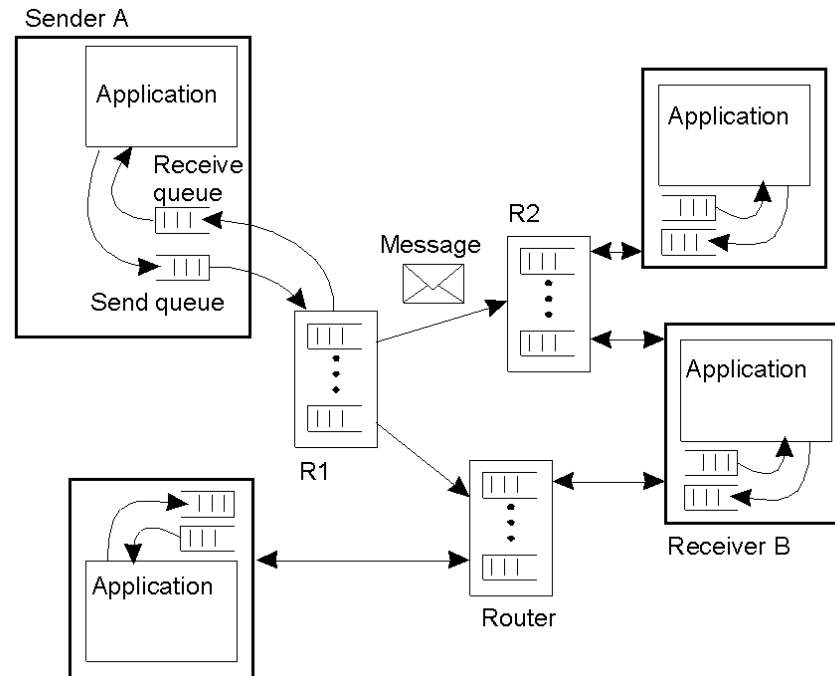 Sender A
Application
Receive
queue
Send queue
R1
Message
R2
Application
Application
Receiver B
Application
Router